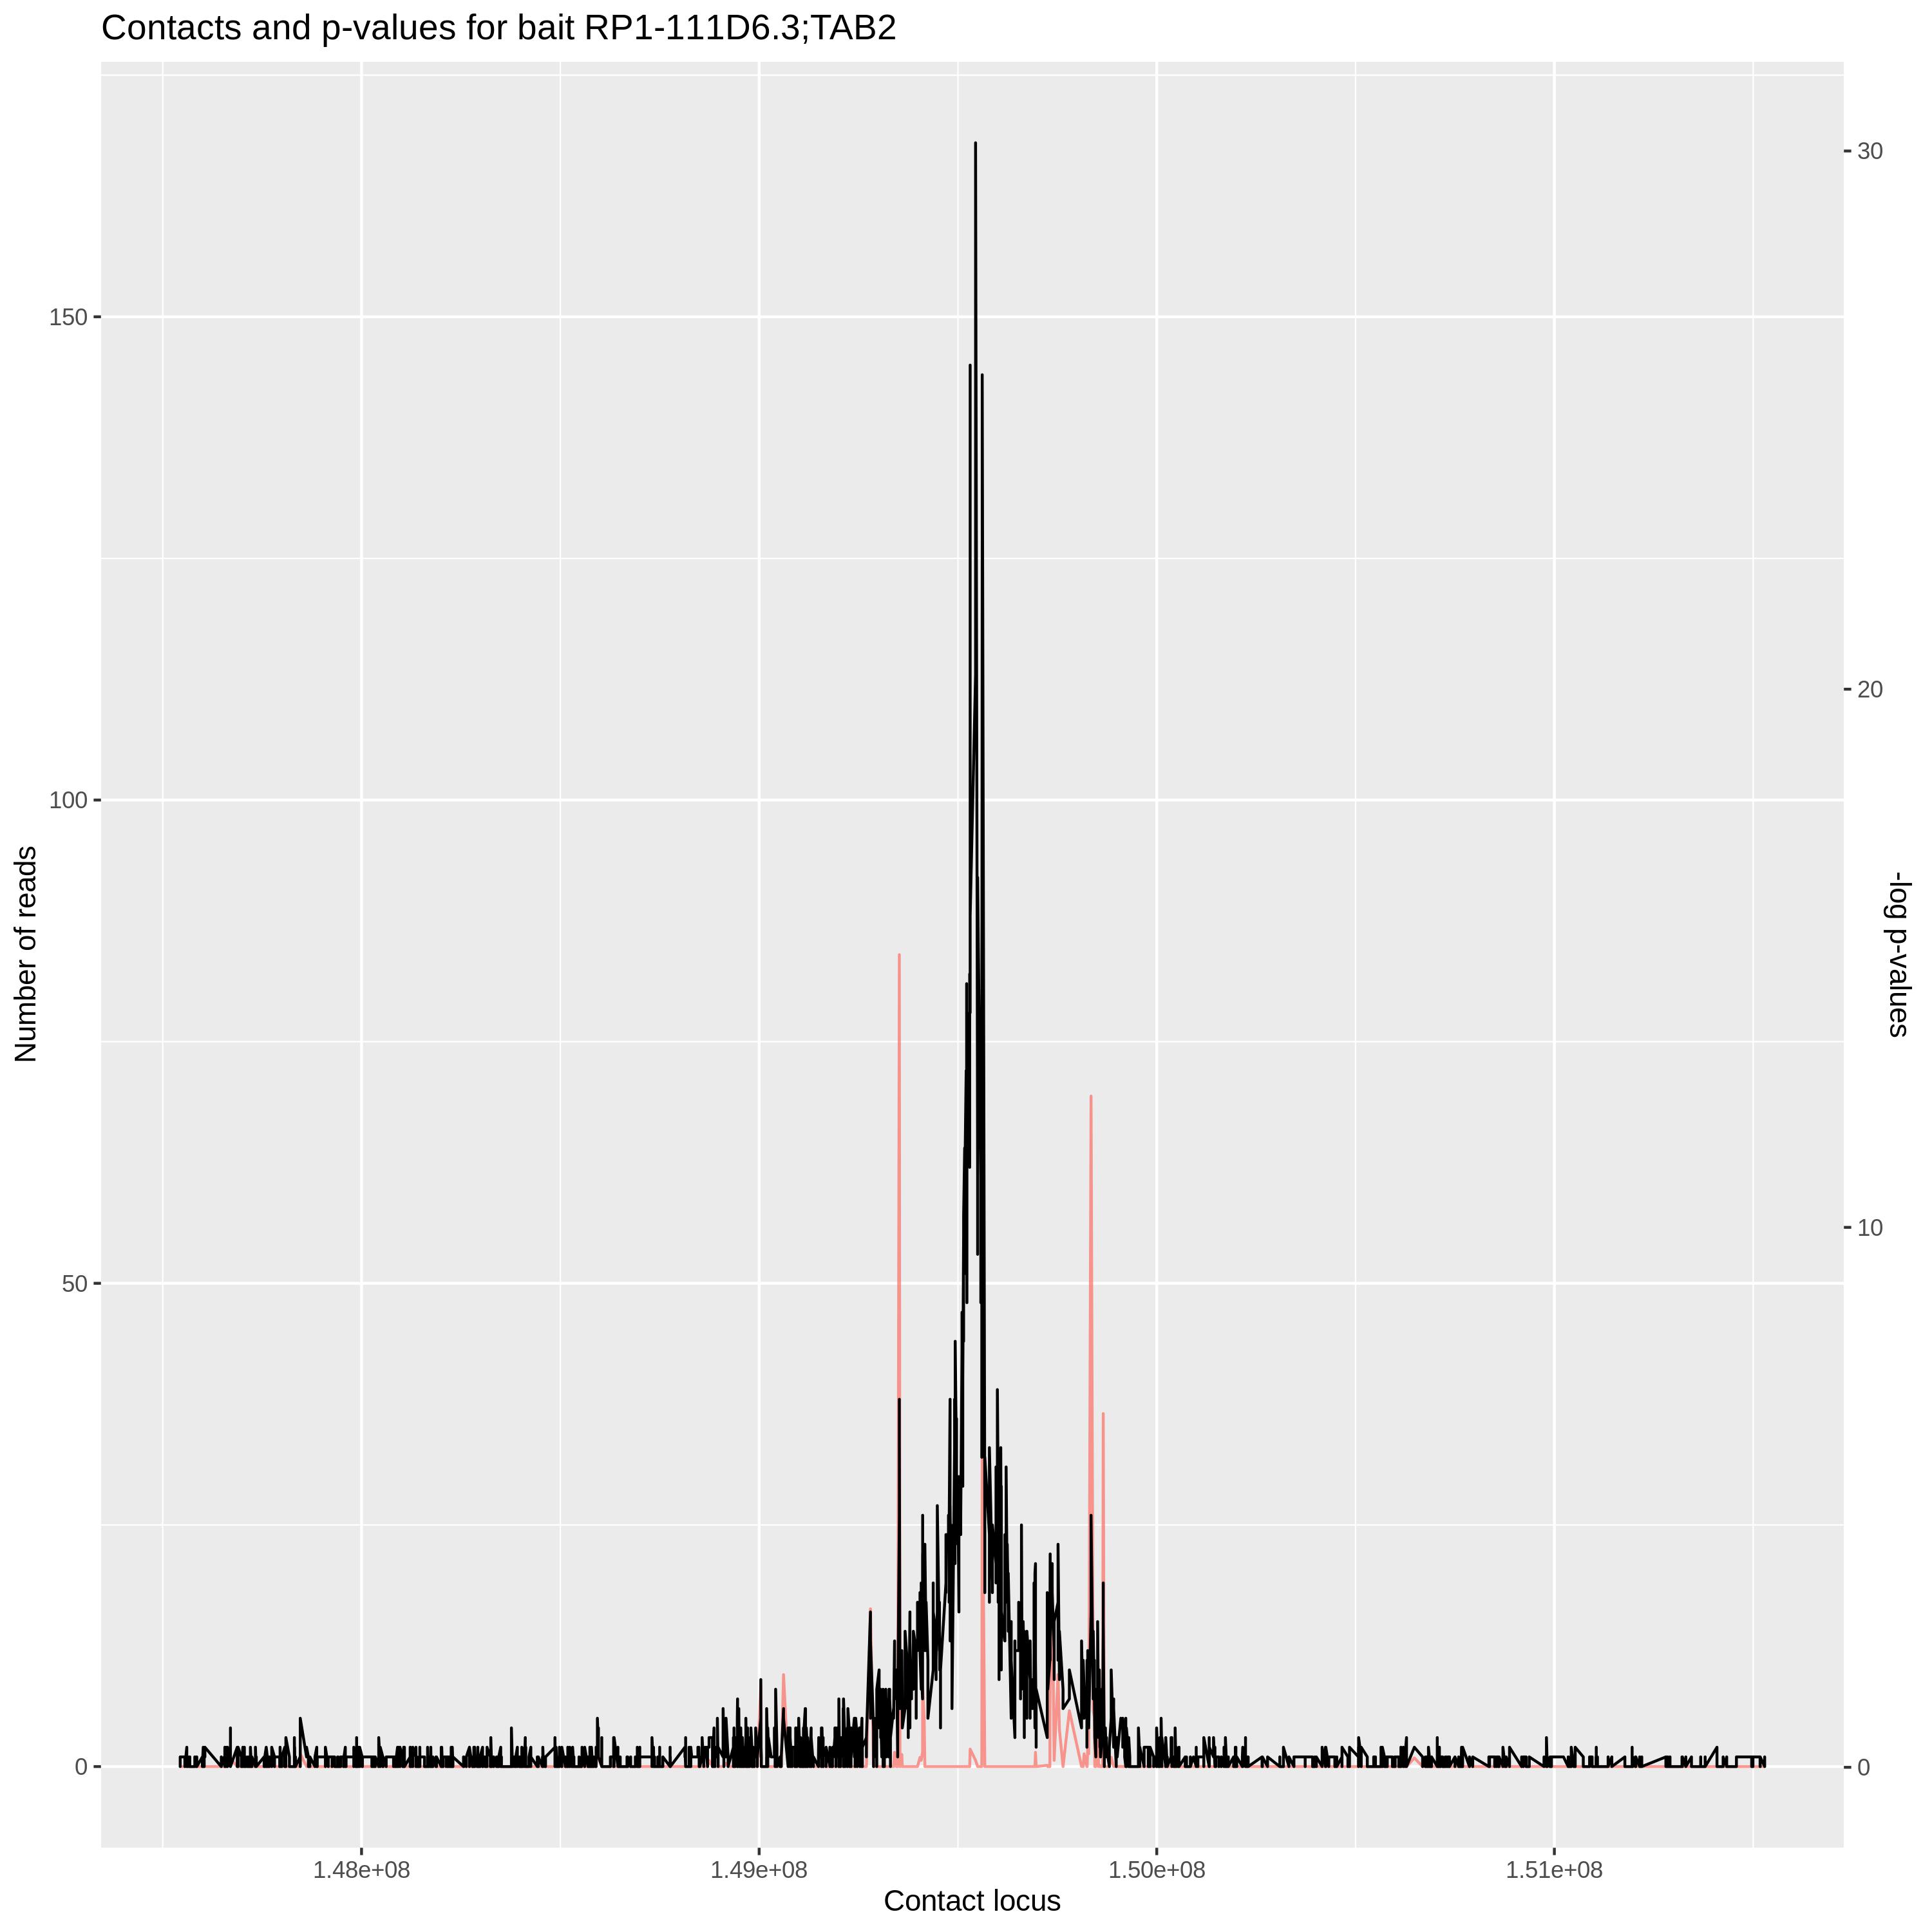 Contacts and p-values for bait RP1-111D6.3;TAB2
150
100
50
0
Number of reads
30
20
10
0
-log p-values
1.48e+08
1.49e+08
1.50e+08
1.51e+08
Contact locus